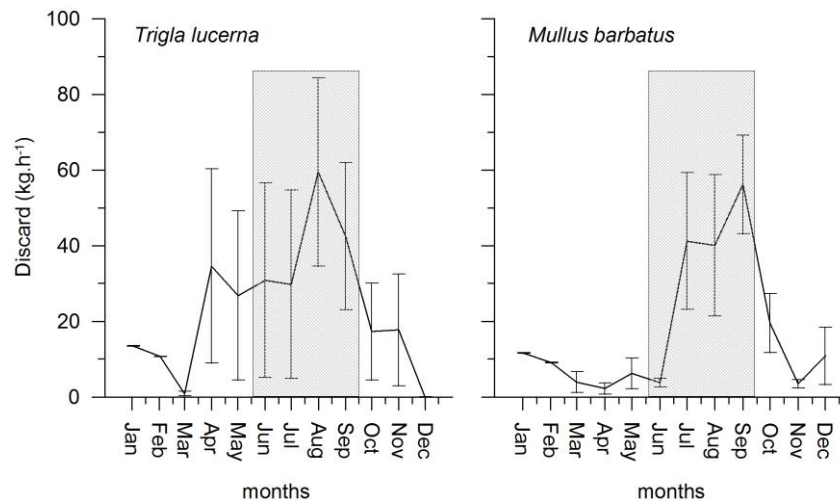 Trigla lucerna
Mullus barbatus
Discard (kg.h⁻¹)
100
80
60
40
20
0
Jan
Feb
Mar
Apr
May
Jun
Jul
Aug
Sep
Oct
Nov
Dec
months
Jan
Feb
Mar
Apr
May
Jun
Jul
Aug
Sep
Oct
Nov
Dec
months